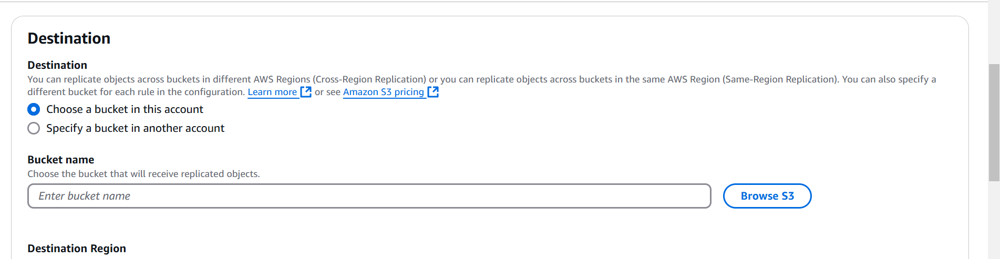 Destination
Destination
You can replicate objects across buckets in different AWS Regions (Cross-Region Replication) or you can replicate objects across buckets in the same AWS Region (Same-Region Replication). You can also specify a
different bucket for each rule in the configuration. Learn more or see Amazon S3 pricing
Choose a bucket in this account
Specify a bucket in another account
Bucket name
Choose the bucket that will receive replicated objects.
Enter bucket name
Browse S3
Destination Region